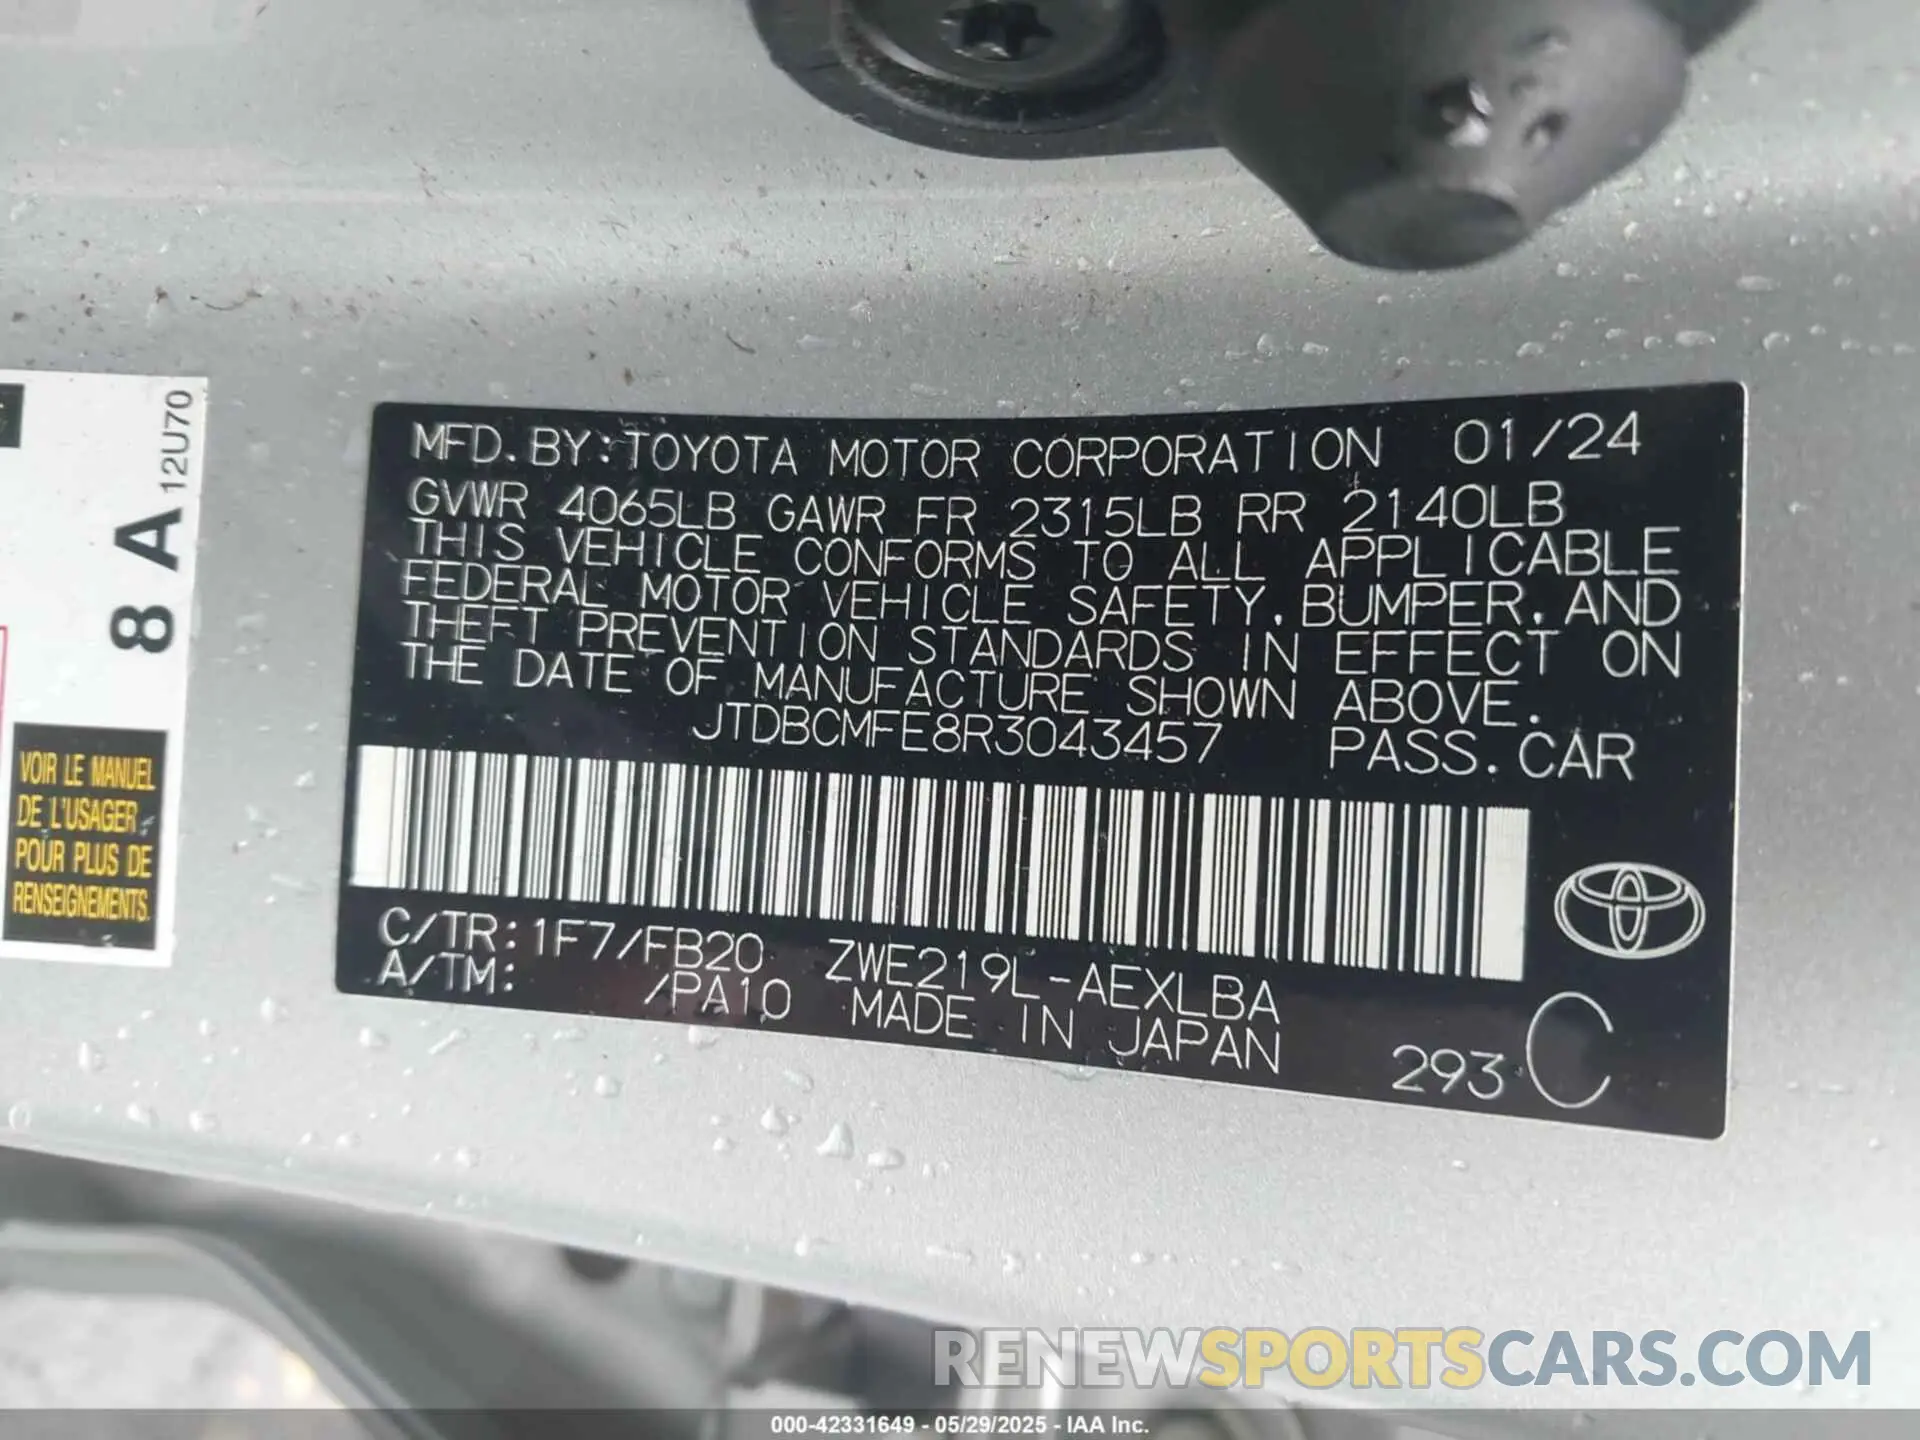 12U70
8 A
VOIR LE MANUEL
DE L'USAGER
POUR PLUS DE
RENSEIGNEMENTS.
MFD. BY:TOYOTA MOTOR CORPORATION 01/24
GVWR 4065LB GAWR FR 2315LB RR 2140LB
THIS VEHICLE CONFORMS TO ALL APPLICABLE
FEDERAL MOTOR VEHICLE SAFETY, BUMPER, AND
THEFT PREVENTION STANDARDS IN EFFECT ON
THE DATE OF MANUFACTURE SHOWN ABOVE.
JTDBCMFE8R3043457 PASS. CAR
C/TR:1F7/FB20 ZWE219L-AEXLBA
A/TM: /PA10 MADE IN JAPAN
293 C
RENEWSPORTSCARS.COM
000-42331649 - 05/29/2025 - IAA Inc.